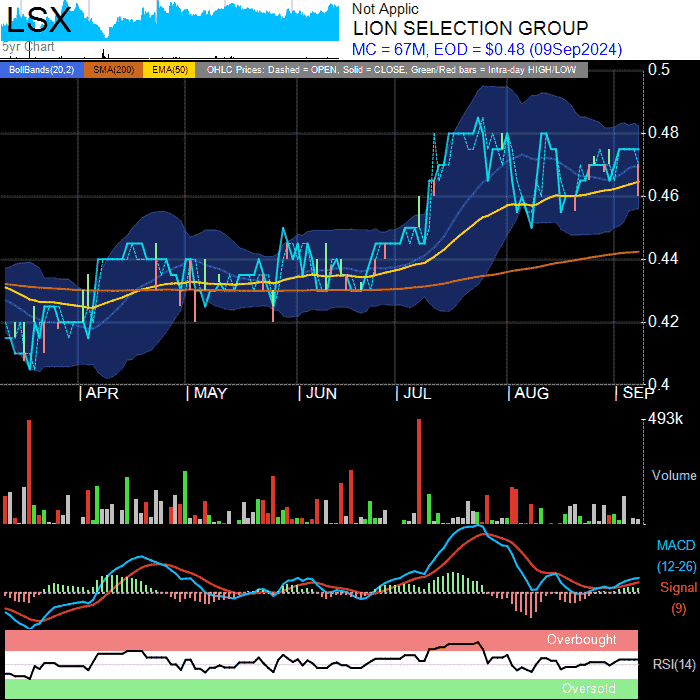 LSX
5yr Chart
Not Applic
LION SELECTION GROUP
MC = 67M, EOD = $0.48 (09Sep2024)
BollBands(20,2) SMA(200) EMA(50) OHLC Prices: Dashed = OPEN, Solid = CLOSE, Green/Red bars = Intra-day HIGH/LOW
0.5
0.48
0.46
0.44
0.42
0.4
APR MAY JUN JUL AUG SEP
493k
Volume
MACD
(12-26)
Signal
(9)
Overbought
RSI(14)
Oversold